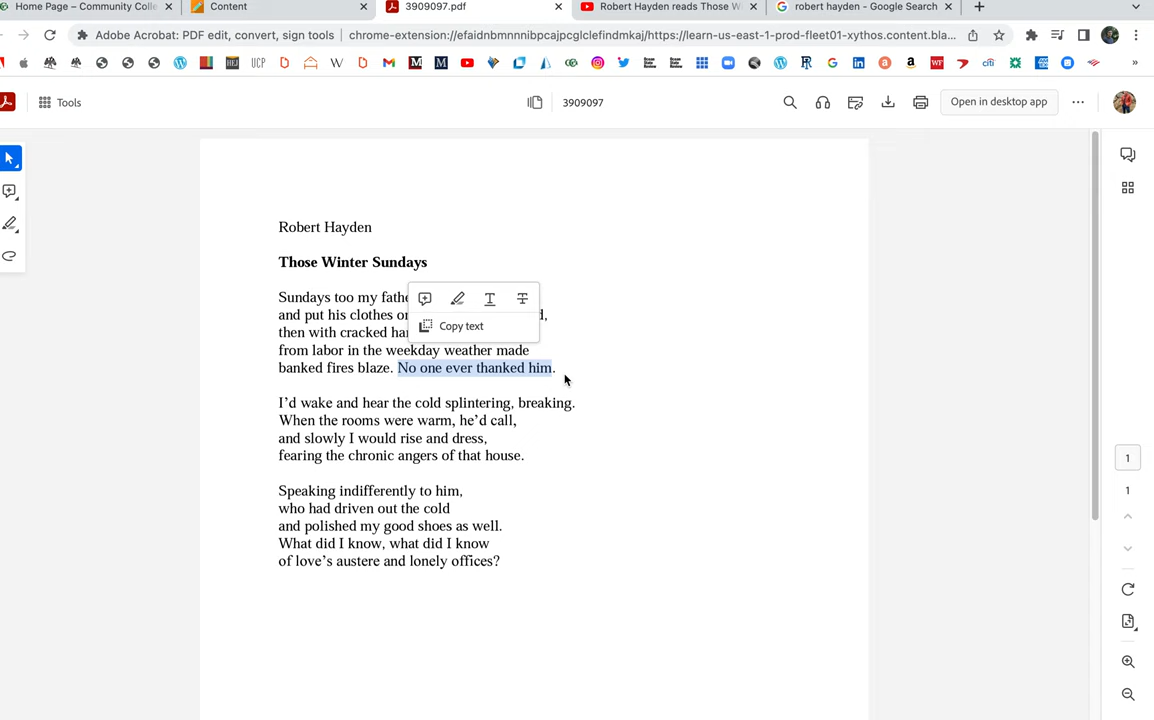 Home Page – Community Colle
Content
3909097.pdf
Robert Hayden reads Those W
robert hayden - Google Search
Adobe Acrobat: PDF edit, convert, sign tools
chrome-extension://efaidnbmnnnibpcajpcglclefindmkaj/https://learn-us-east-1-prod-fleet01-xythos.content.bla...
UCP
Tools
3909097
Open in desktop app
Robert Hayden
Those Winter Sundays
Sundays too my fathe
and put his clothes on d,
then with cracked han
from labor in the weekday weather made
banked fires blaze. No one ever thanked him.
Copy text
I'd wake and hear the cold splintering, breaking.
When the rooms were warm, he'd call,
and slowly I would rise and dress,
fearing the chronic angers of that house.
Speaking indifferently to him,
who had driven out the cold
and polished my good shoes as well.
What did I know, what did I know
of love's austere and lonely offices?
1
1